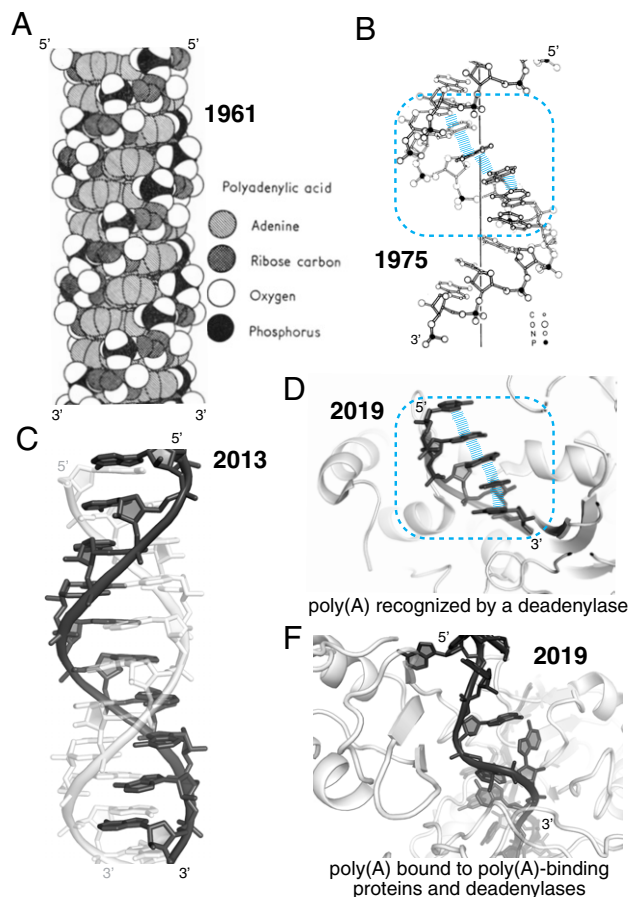 A
5'
5'
1961
Polyadenylic acid
Adenine
Ribose carbon
Oxygen
Phosphorus
3'
3'
B
5'
1975
3'
C
O
N
P
C
5'
5'
2013
3'
3'
D
2019
5'
3'
poly(A) recognized by a deadenylase
F
5'
2019
3'
poly(A) bound to poly(A)-binding
proteins and deadenylases